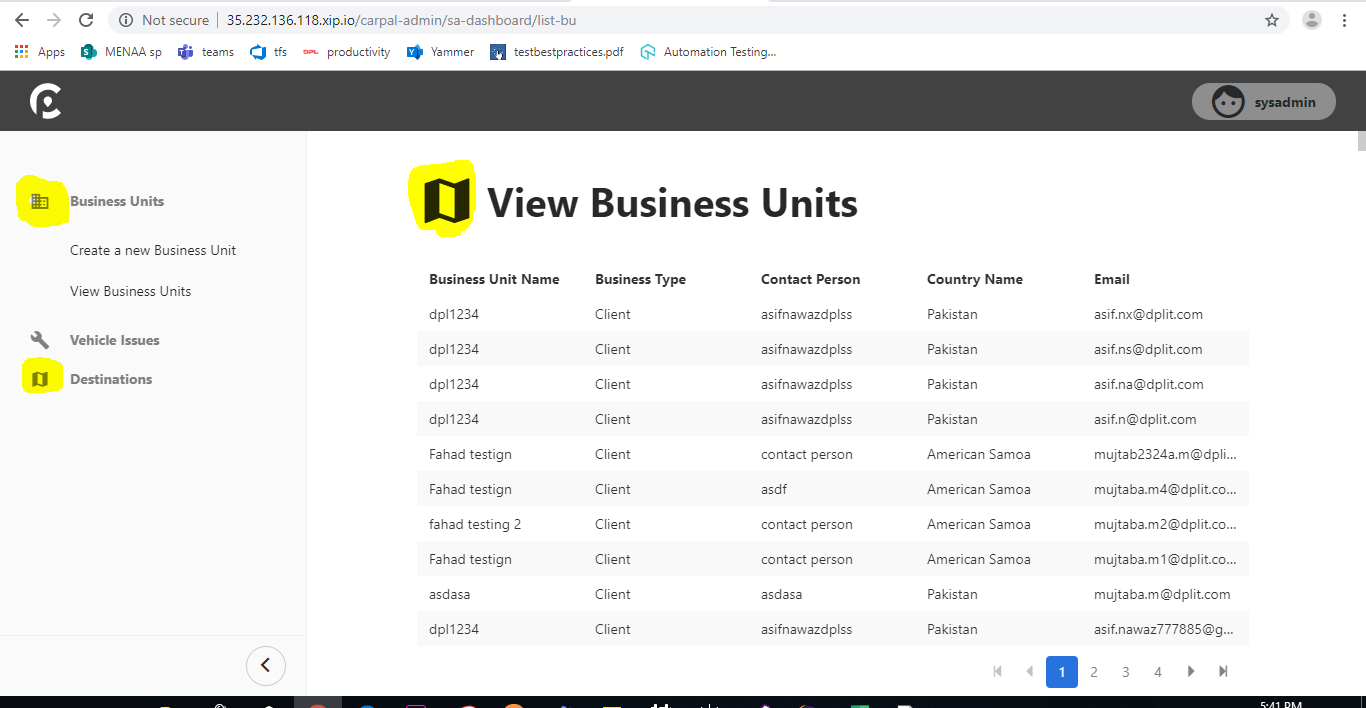 Not secure | 35.232.136.118.xip.io/carpal-admin/sa-dashboard/list-bu
Apps MENAA sp teams tfs DPL productivity Yammer testbestpractices.pdf Automation Testing...
sysadmin
Business Units
Create a new Business Unit
View Business Units
Vehicle Issues
Destinations
View Business Units
Business Unit Name Business Type Contact Person Country Name Email
dpl1234 Client asifnawazdplss Pakistan asif.nx@dplit.com
dpl1234 Client asifnawazdplss Pakistan asif.ns@dplit.com
dpl1234 Client asifnawazdplss Pakistan asif.na@dplit.com
dpl1234 Client asifnawazdplss Pakistan asif.n@dplit.com
Fahad testign Client contact person American Samoa mujtab2324a.m@dpli...
Fahad testign Client asdf American Samoa mujtaba.m4@dplit.co...
fahad testing 2 Client contact person American Samoa mujtaba.m2@dplit.co...
Fahad testign Client contact person American Samoa mujtaba.m1@dplit.co...
asdasa Client asdasa Pakistan mujtaba.m@dplit.com
dpl1234 Client asifnawazdplss Pakistan asif.nawaz777885@g...
1 2 3 4
5:41 PM